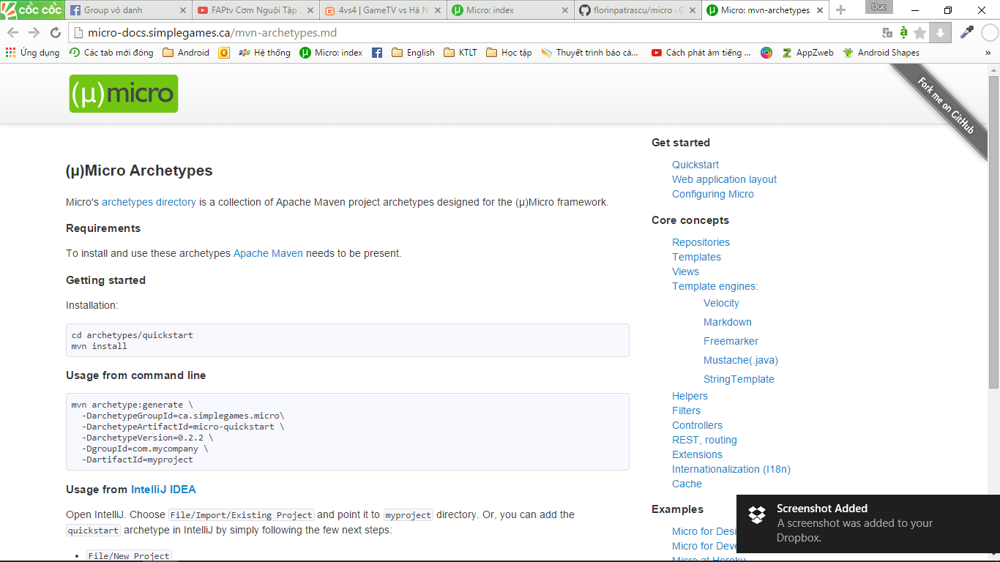 cốc cốc
Group vô danh
FAPtv Cơm Nguội Tập
4vs4 | GameTV vs Hà N
Micro: index
florinpatrascu/micro · G
Micro: mvn-archetypes
Duc
micro-docs.simplegames.ca/mvn-archetypes.md
Ứng dụng
Các tab mới đóng
Android
Hệ thống
Micro: index
English
KTLT
Học tập
Thuyết trình báo cá...
Cách phát âm tiếng ...
AppZweb
Android Shapes
»
(μ)micro
Fork me on GitHub
(μ)Micro Archetypes
Micro's archetypes directory is a collection of Apache Maven project archetypes designed for the (μ)Micro framework.
Requirements
To install and use these archetypes Apache Maven needs to be present.
Getting started
Installation:
cd archetypes/quickstart
mvn install
Usage from command line
mvn archetype:generate \
-DarchetypeGroupId=ca.simplegames.micro\
-DarchetypeArtifactId=micro-quickstart \
-DarchetypeVersion=0.2.2 \
-DgroupId=com.mycompany \
-DartifactId=myproject
Usage from IntelliJ IDEA
Open IntelliJ. Choose File/Import/Existing Project and point it to myproject directory. Or, you can add the
quickstart archetype in IntelliJ by simply following the few next steps:
• File/New Project
Get started
Quickstart
Web application layout
Configuring Micro
Core concepts
Repositories
Templates
Views
Template engines:
Velocity
Markdown
Freemarker
Mustache(.java)
StringTemplate
Helpers
Filters
Controllers
REST, routing
Extensions
Internationalization (I18n)
Cache
Examples
Micro for Desi
Micro for Deve
Micro at Heroku
Screenshot Added
A screenshot was added to your
Dropbox.